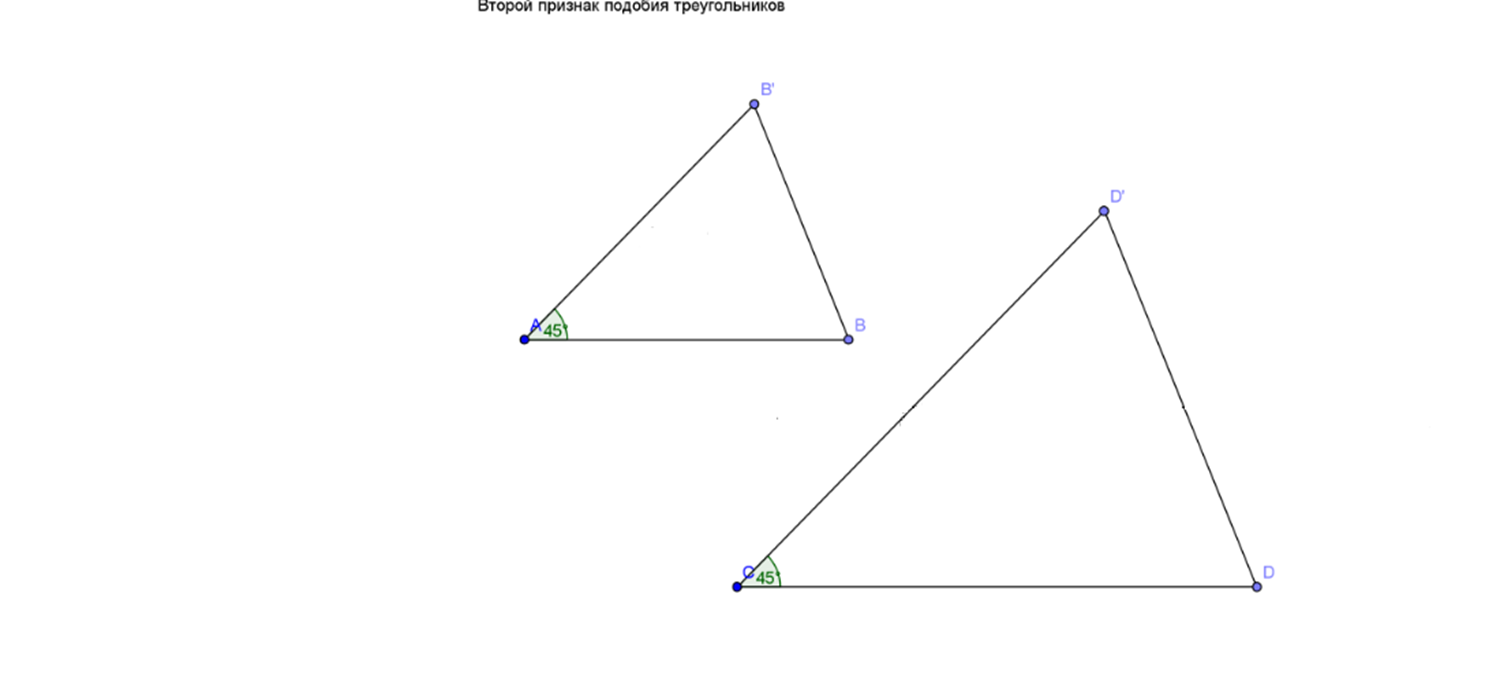 Второй признак подобия треугольников
B'
D'
A 45°
B
C 45°
D